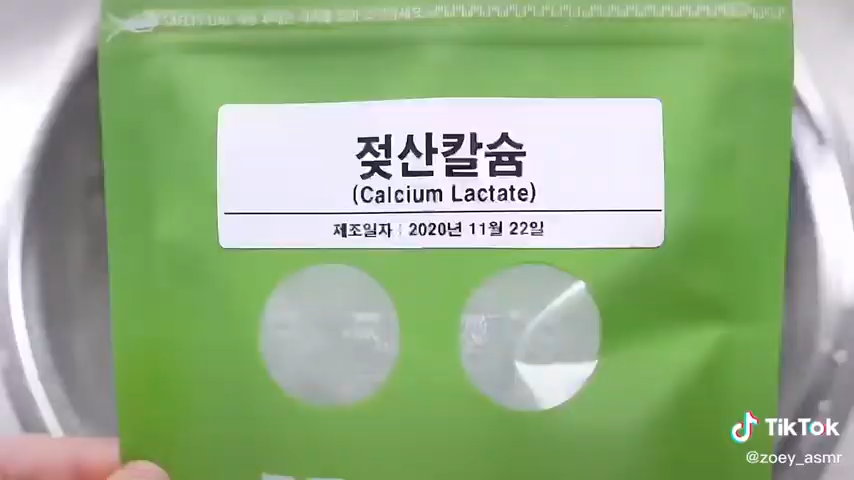 젖산칼슘
(Calcium Lactate)
제조일자 : 2020년 11월 22일
TikTok
@zoey_asmr